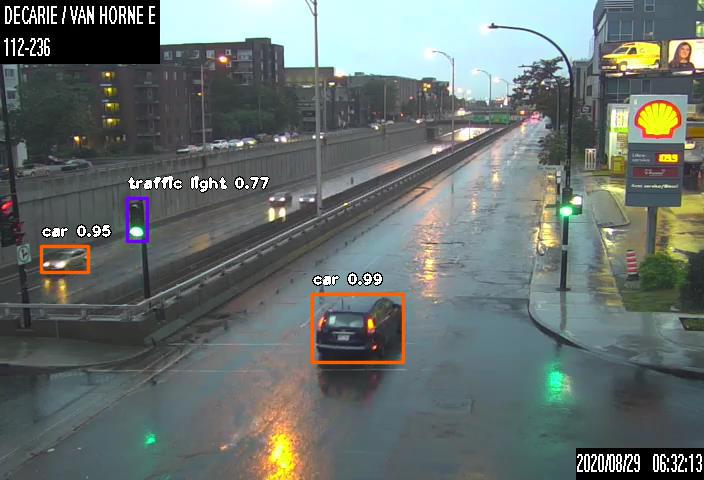 DECARIE / VAN HORNE E
112-236
traffic light 0.77
car 0.95
car 0.99
Shell
2020/08/29 06:32:13